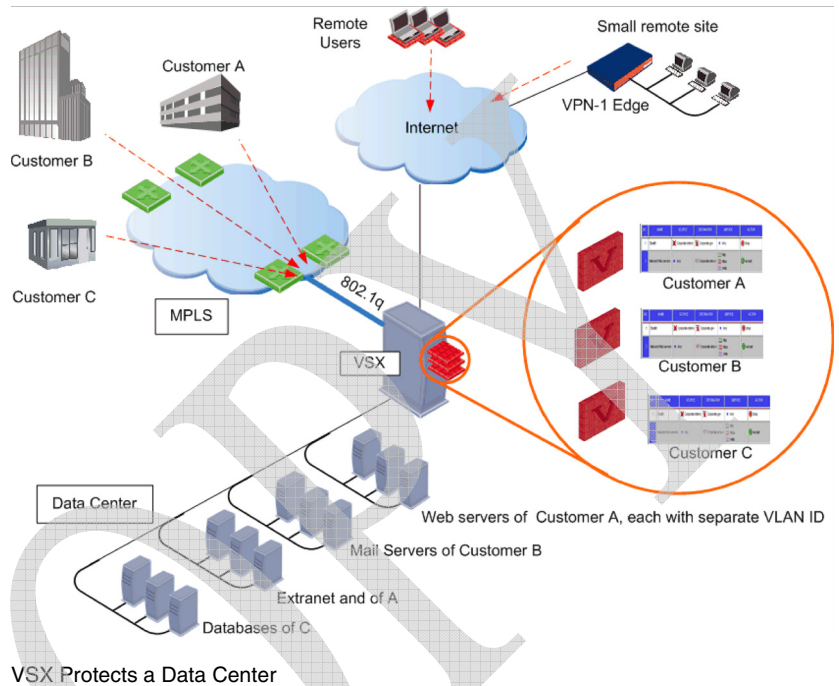 Remote
Users
Small remote site
Customer A
Internet
VPN-1 Edge
Customer B
Customer C
802.1q
MPLS
VSX
Customer A
Customer B
Customer C
Data Center
Web servers of Customer A, each with separate VLAN ID
Mail Servers of Customer B
Extranet and of A
Databases of C
VSX Protects a Data Center